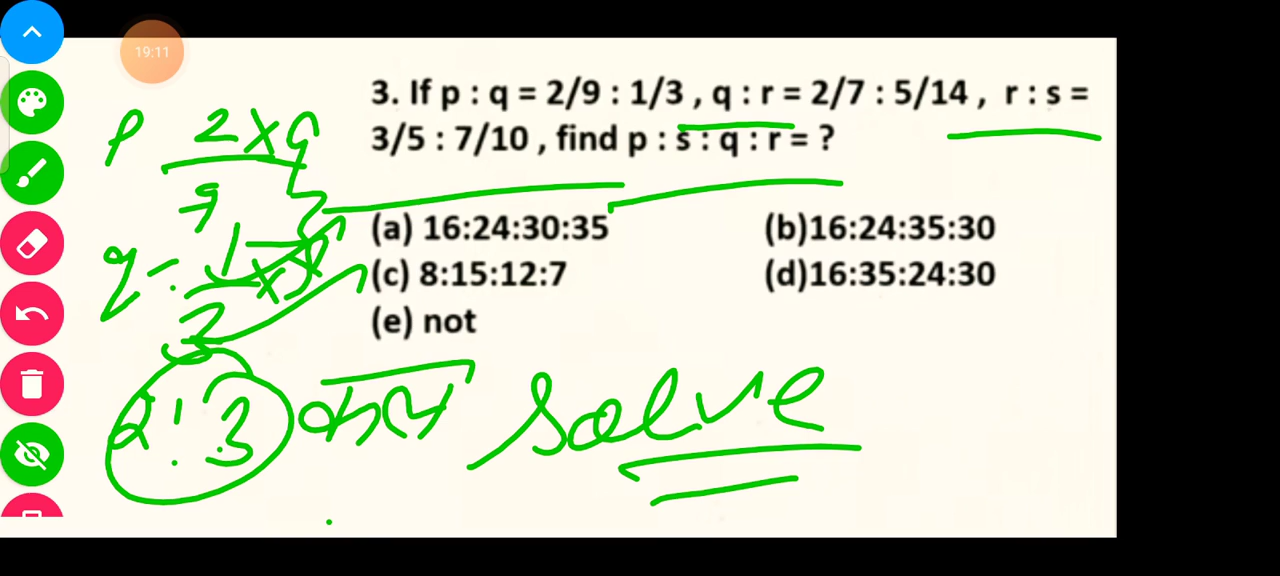 19:11
3. If p : q = 2/9 : 1/3 , q : r = 2/7 : 5/14 , r : s =
3/5 : 7/10 , find p : s : q : r = ?
(a) 16:24:30:35
(b)16:24:35:30
(c) 8:15:12:7
(d)16:35:24:30
(e) not
p 2×9
9
2:3
solve